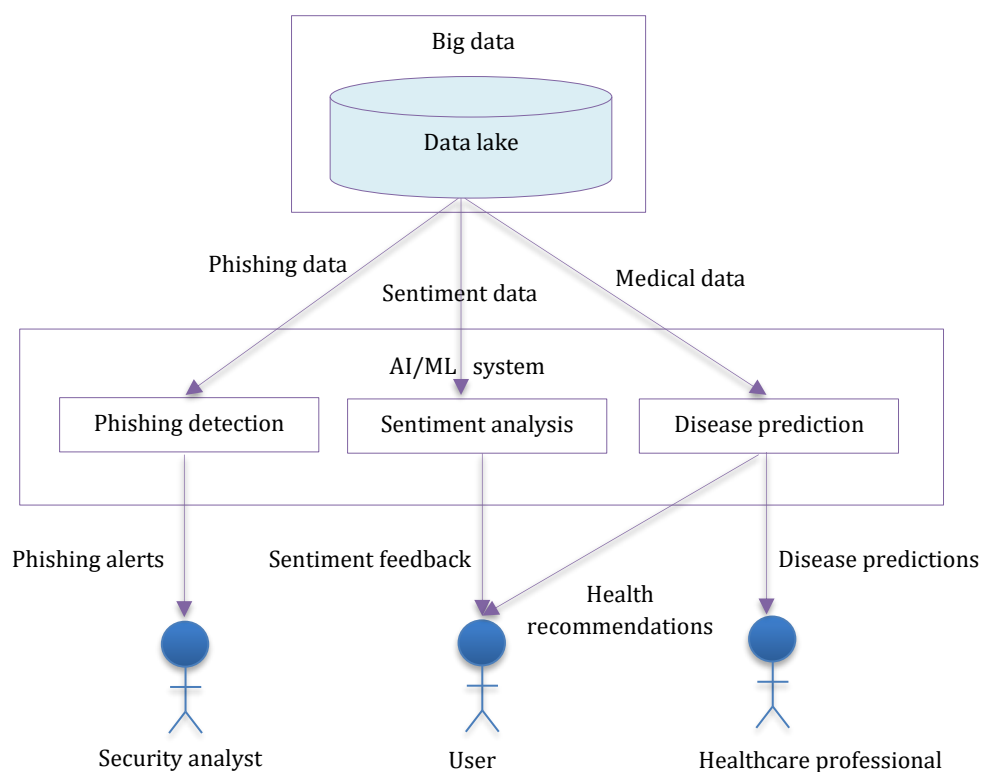 Big data
Data lake
Phishing data
Sentiment data
Medical data
AI/ML system
Phishing detection
Sentiment analysis
Disease prediction
Phishing alerts
Sentiment feedback
Disease predictions
Health
recommendations
Security analyst
User
Healthcare professional